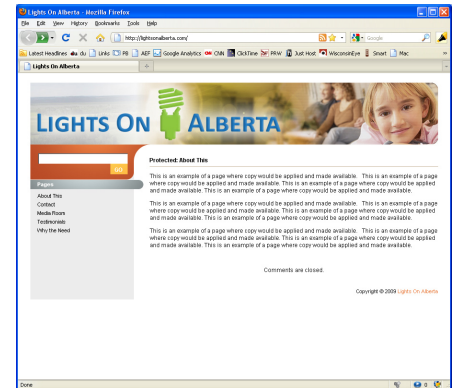 Lights On Alberta - Mozilla Firefox
File Edit View History Bookmarks Tools Help
http://lightsonalberta.com/
Google
Latest Headlines du Links PB AEF Google Analytics CNN ClickTime PRW Just Host WisconsinEye Smart Mac
Lights On Alberta
LIGHTS ON ALBERTA
GO
Pages
About This
Contact
Media Room
Testimonials
Why the Need
Protected: About This
This is an example of a page where copy would be applied and made available. This is an example of a page
where copy would be applied and made available. This is an example of a page where copy would be applied
and made available. This is an example of a page where copy would be applied and made available.
This is an example of a page where copy would be applied and made available. This is an example of a page
where copy would be applied and made available. This is an example of a page where copy would be applied
and made available. This is an example of a page where copy would be applied and made available.
This is an example of a page where copy would be applied and made available. This is an example of a page
where copy would be applied and made available. This is an example of a page where copy would be applied
and made available. This is an example of a page where copy would be applied and made available.
Comments are closed.
Copyright © 2009 Lights On Alberta
Done
0